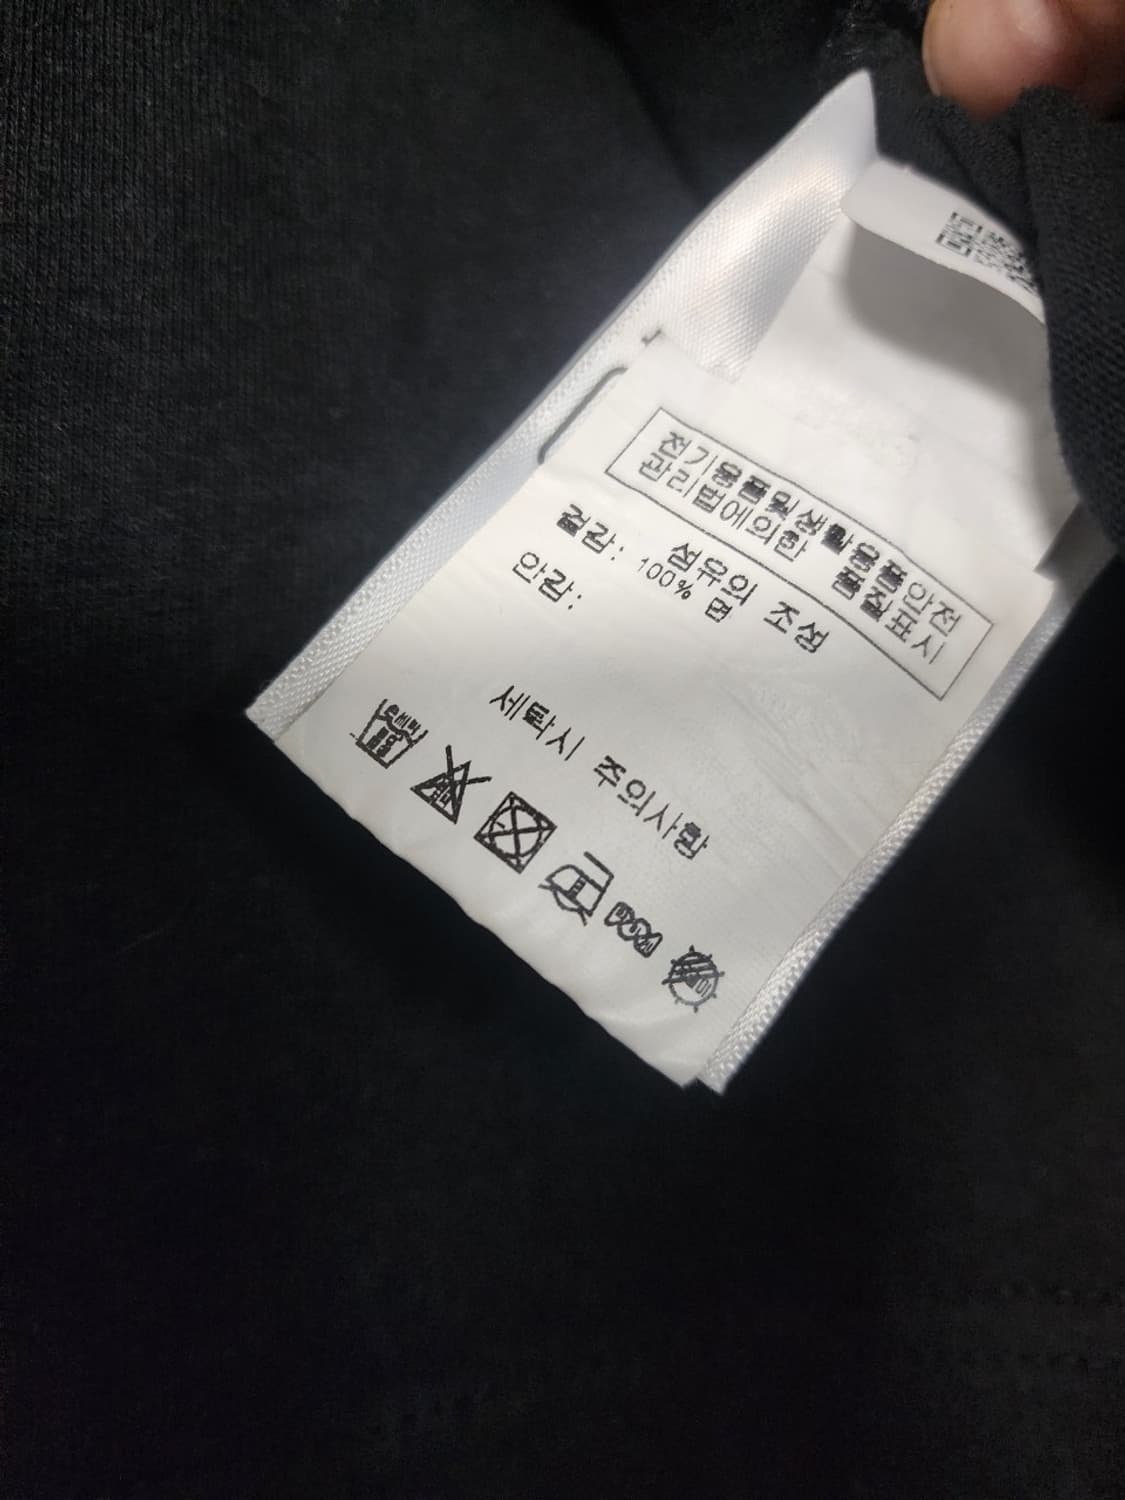 전기용품및생활용품안전
관리법에의한 품질표시
섬유의 조성
겉감: 100% 면
안감:
세탁시 주의사항